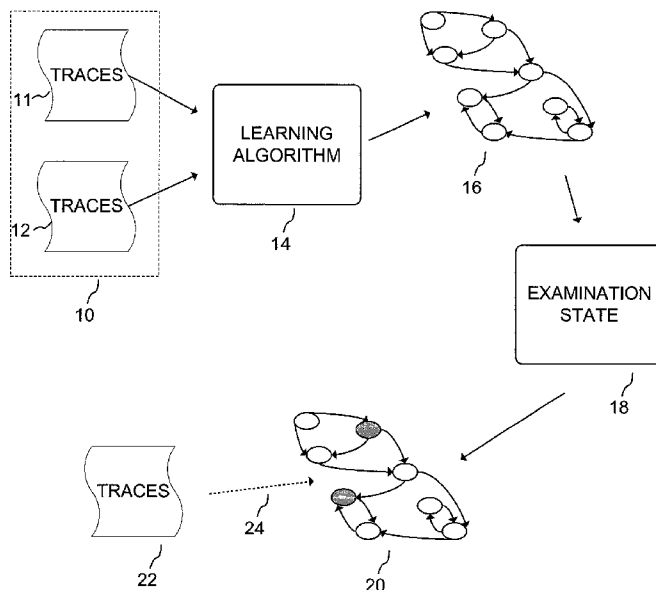 TRACES
11
LEARNING
ALGORITHM
TRACES
12
14
16
10
EXAMINATION
STATE
18
TRACES
24
22
20